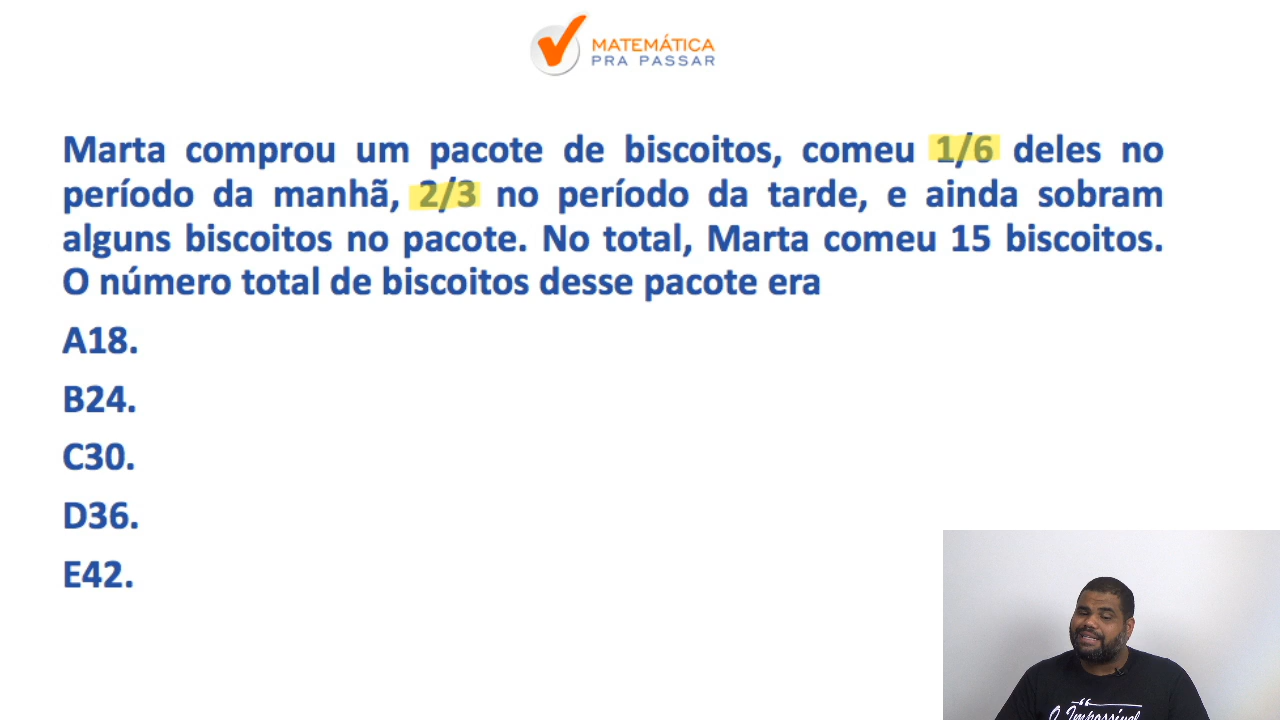 MATEMÁTICA
PRA PASSAR
Marta comprou um pacote de biscoitos, comeu 1/6 deles no
período da manhã, 2/3 no período da tarde, e ainda sobram
alguns biscoitos no pacote. No total, Marta comeu 15 biscoitos.
O número total de biscoitos desse pacote era
A18.
B24.
C30.
D36.
E42.
O Impossível